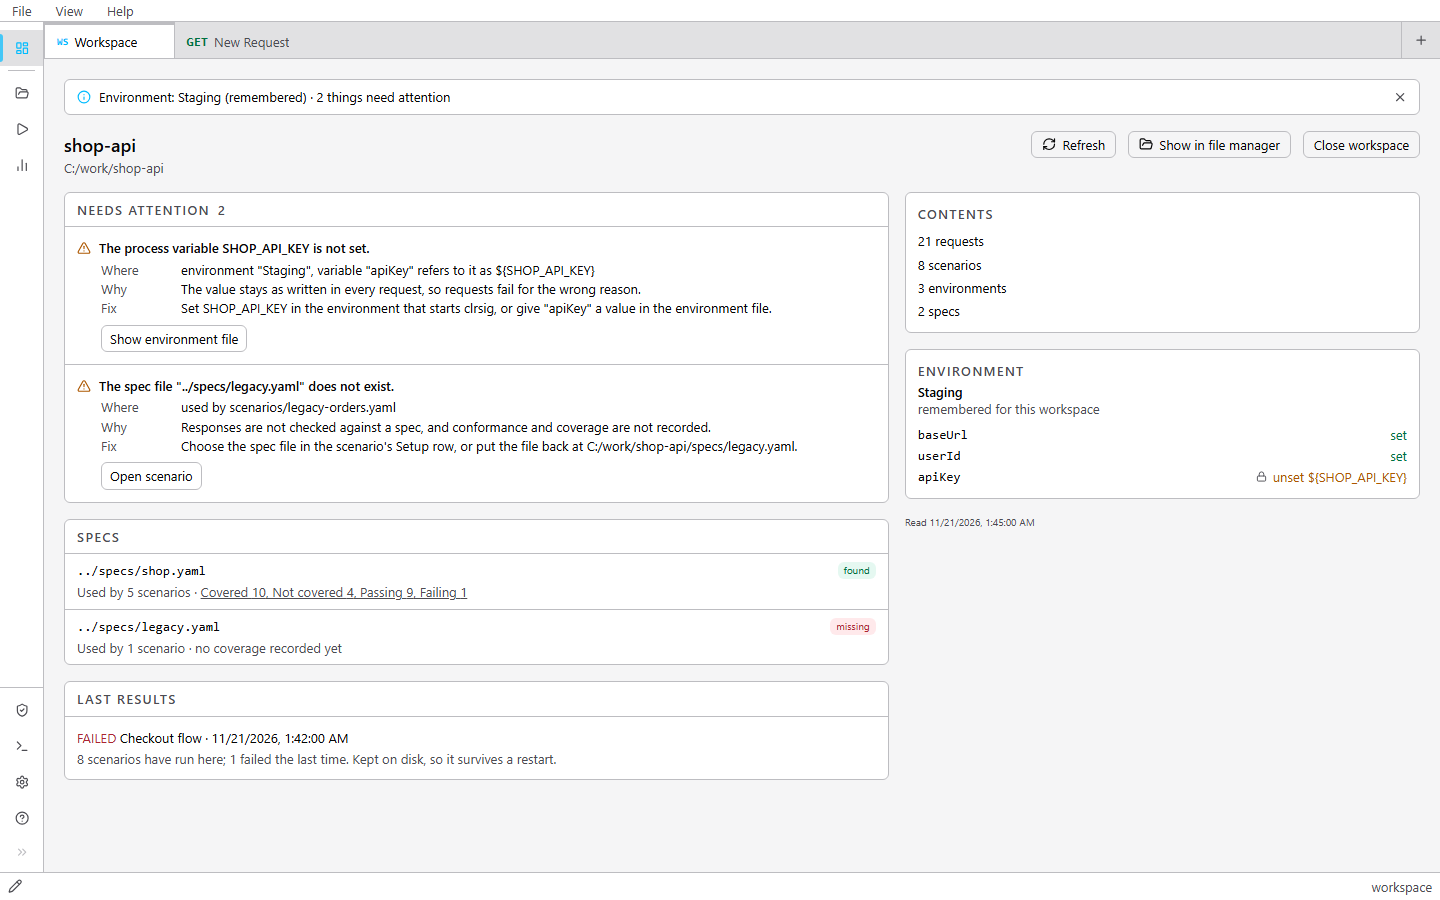 File View Help
WS Workspace
GET New Request
Environment: Staging (remembered) · 2 things need attention
shop-api
C:/work/shop-api
Refresh
Show in file manager
Close workspace
NEEDS ATTENTION 2
The process variable SHOP_API_KEY is not set.
Where environment "Staging", variable "apiKey" refers to it as ${SHOP_API_KEY}
Why The value stays as written in every request, so requests fail for the wrong reason.
Fix Set SHOP_API_KEY in the environment that starts clrsig, or give "apiKey" a value in the environment file.
Show environment file
The spec file "../specs/legacy.yaml" does not exist.
Where used by scenarios/legacy-orders.yaml
Why Responses are not checked against a spec, and conformance and coverage are not recorded.
Fix Choose the spec file in the scenario's Setup row, or put the file back at C:/work/shop-api/specs/legacy.yaml.
Open scenario
SPECS
../specs/shop.yaml found
Used by 5 scenarios · Covered 10, Not covered 4, Passing 9, Failing 1
../specs/legacy.yaml missing
Used by 1 scenario · no coverage recorded yet
LAST RESULTS
FAILED Checkout flow · 11/21/2026, 1:42:00 AM
8 scenarios have run here; 1 failed the last time. Kept on disk, so it survives a restart.
CONTENTS
21 requests
8 scenarios
3 environments
2 specs
ENVIRONMENT
Staging
remembered for this workspace
baseUrl set
userId set
apiKey unset ${SHOP_API_KEY}
Read 11/21/2026, 1:45:00 AM
workspace